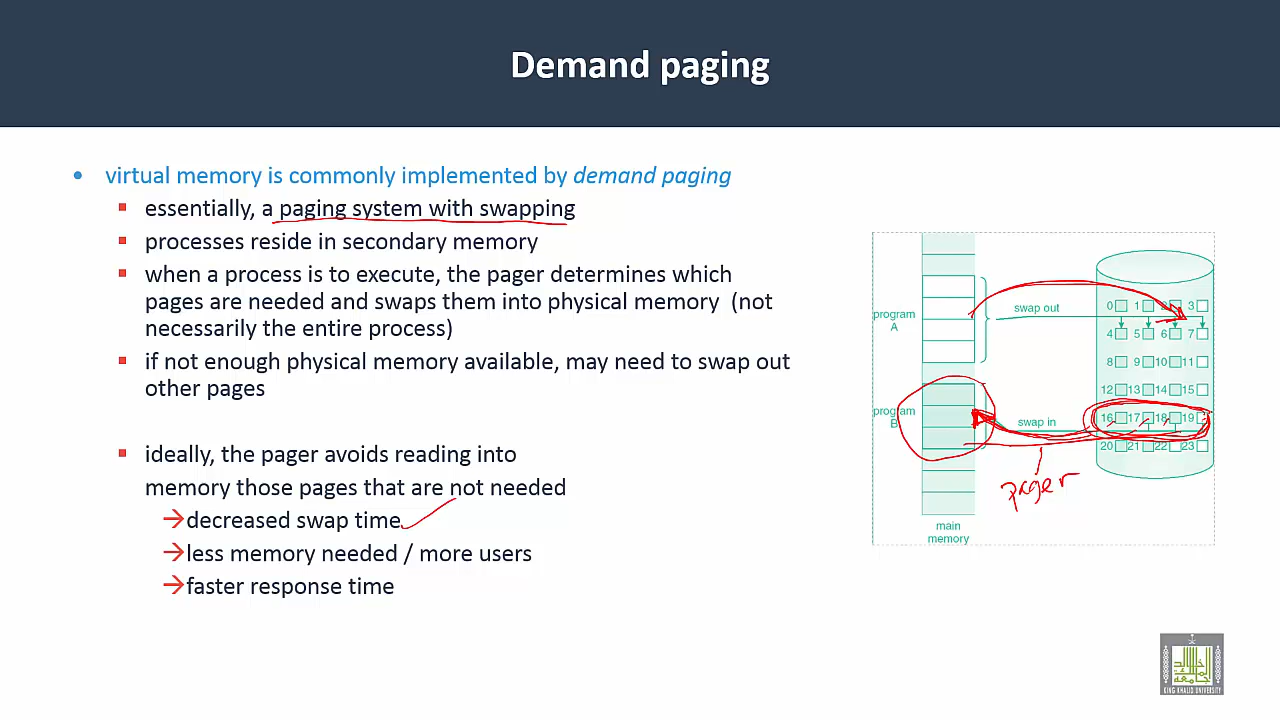 Demand paging
• virtual memory is commonly implemented by demand paging
▪ essentially, a paging system with swapping
▪ processes reside in secondary memory
▪ when a process is to execute, the pager determines which
pages are needed and swaps them into physical memory (not
necessarily the entire process)
▪ if not enough physical memory available, may need to swap out
other pages
▪ ideally, the pager avoids reading into
memory those pages that are not needed
→decreased swap time
→less memory needed / more users
→faster response time
program
A
swap out
program
B
swap in
main
memory
0 1 2 3
4 5 6 7
8 9 10 11
12 13 14 15
16 17 18 19
20 21 22 23
pager
KING KHALID UNIVERSITY